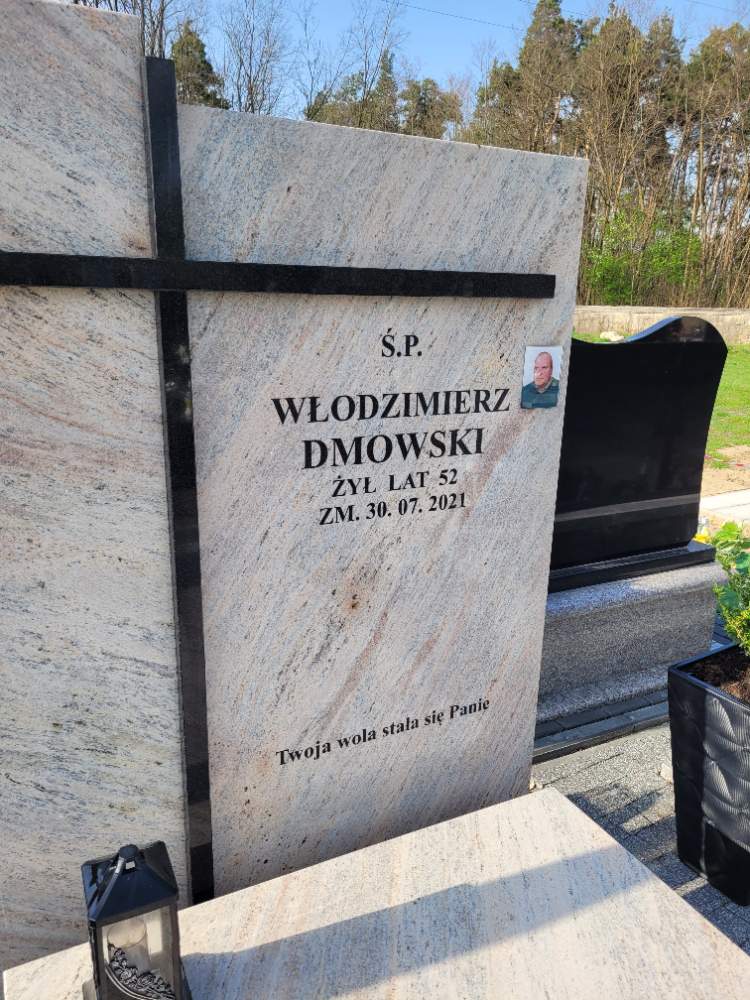 Ś.P.
WŁODZIMIERZ
DMOWSKI
ŻYŁ LAT 52
ZM. 30. 07. 2021
Twoja wola stała się Panie